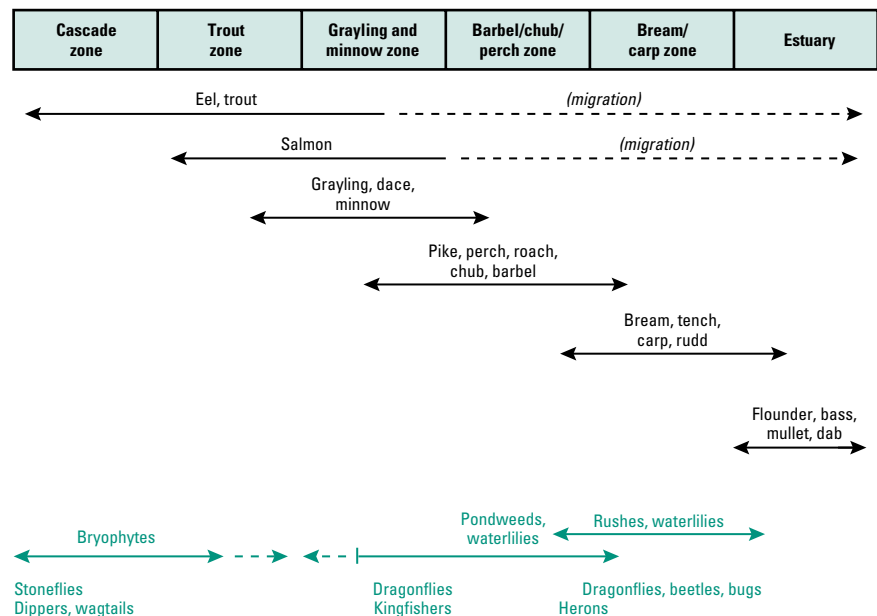 Cascade
zone
Trout
zone
Grayling and
minnow zone
Barbel/chub/
perch zone
Bream/
carp zone
Estuary
Eel, trout
(migration)
Salmon
(migration)
Grayling, dace,
minnow
Pike, perch, roach,
chub, barbel
Bream, tench,
carp, rudd
Flounder, bass,
mullet, dab
Bryophytes
Pondweeds,
waterlilies
Rushes, waterlilies
Stoneflies
Dippers, wagtails
Dragonflies
Kingfishers
Dragonflies, beetles, bugs
Herons